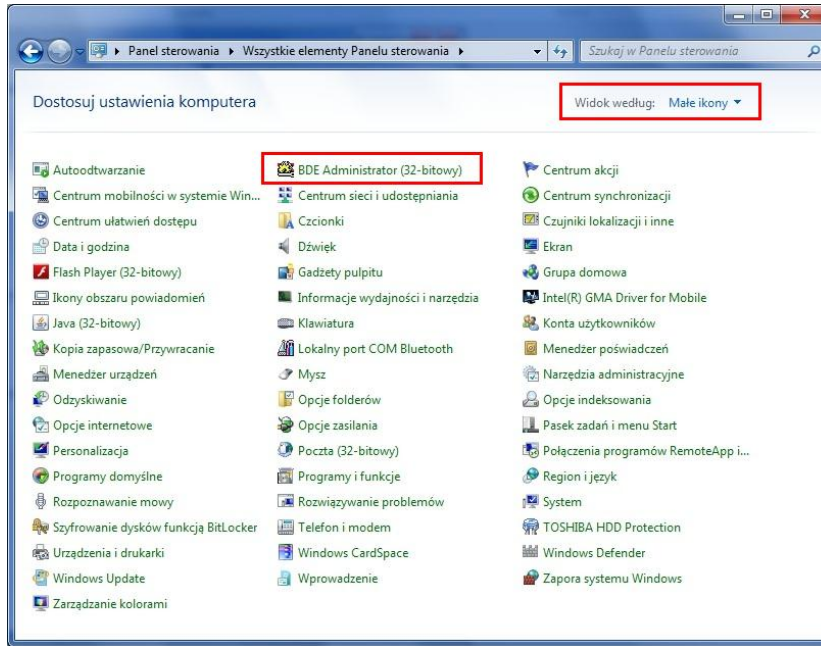 Panel sterowania Wszystkie elementy Panelu sterowania Szukaj w Panelu sterowania
Dostosuj ustawienia komputera Widok według: Małe ikony
Autoodtwarzanie BDE Administrator (32-bitowy) Centrum akcji
Centrum mobilności w systemie Win... Centrum sieci i udostępniania Centrum synchronizacji
Centrum ułatwień dostępu Czcionki Czujniki lokalizacji i inne
Data i godzina Dźwięk Ekran
Flash Player (32-bitowy) Gadżety pulpitu Grupa domowa
Ikony obszaru powiadomień Informacje wydajności i narzędzia Intel(R) GMA Driver for Mobile
Java (32-bitowy) Klawiatura Konta użytkowników
Kopia zapasowa/Przywracanie Lokalny port COM Bluetooth Menedżer poświadczeń
Menedżer urządzeń Mysz Narzędzia administracyjne
Odzyskiwanie Opcje folderów Opcje indeksowania
Opcje internetowe Opcje zasilania Pasek zadań i menu Start
Personalizacja Poczta (32-bitowy) Połączenia programów RemoteApp i...
Programy domyślne Programy i funkcje Region i język
Rozpoznawanie mowy Rozwiązywanie problemów System
Szyfrowanie dysków funkcją BitLocker Telefon i modem TOSHIBA HDD Protection
Urządzenia i drukarki Windows CardSpace Windows Defender
Windows Update Wprowadzenie Zapora systemu Windows
Zarządzanie kolorami